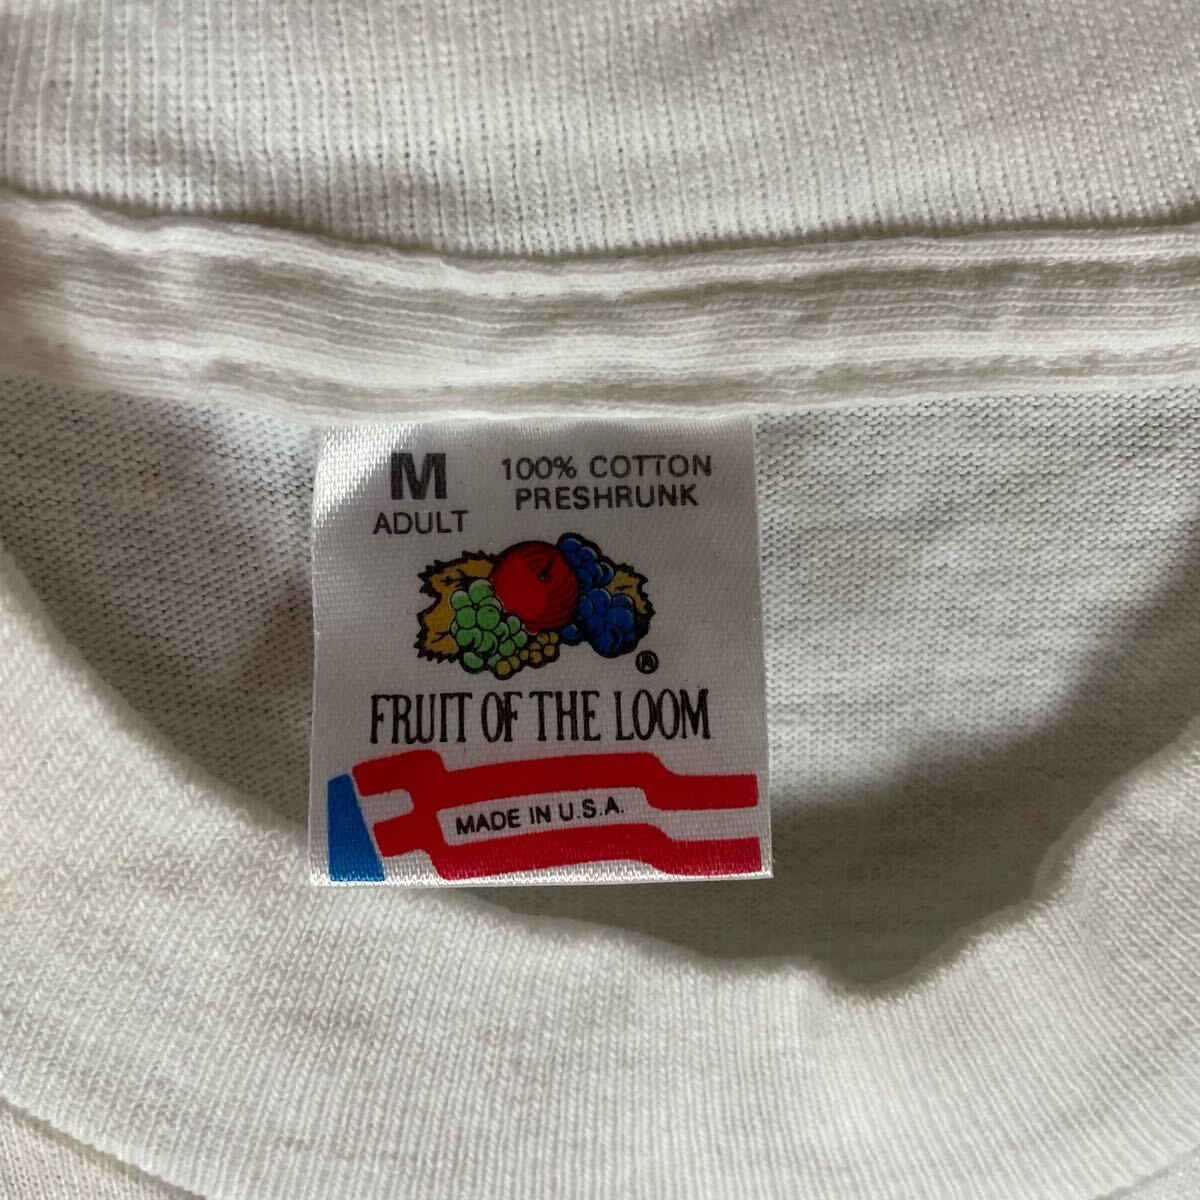 M
ADULT
100% COTTON
PRESHRUNK
®
FRUIT OF THE LOOM
MADE IN U.S.A.